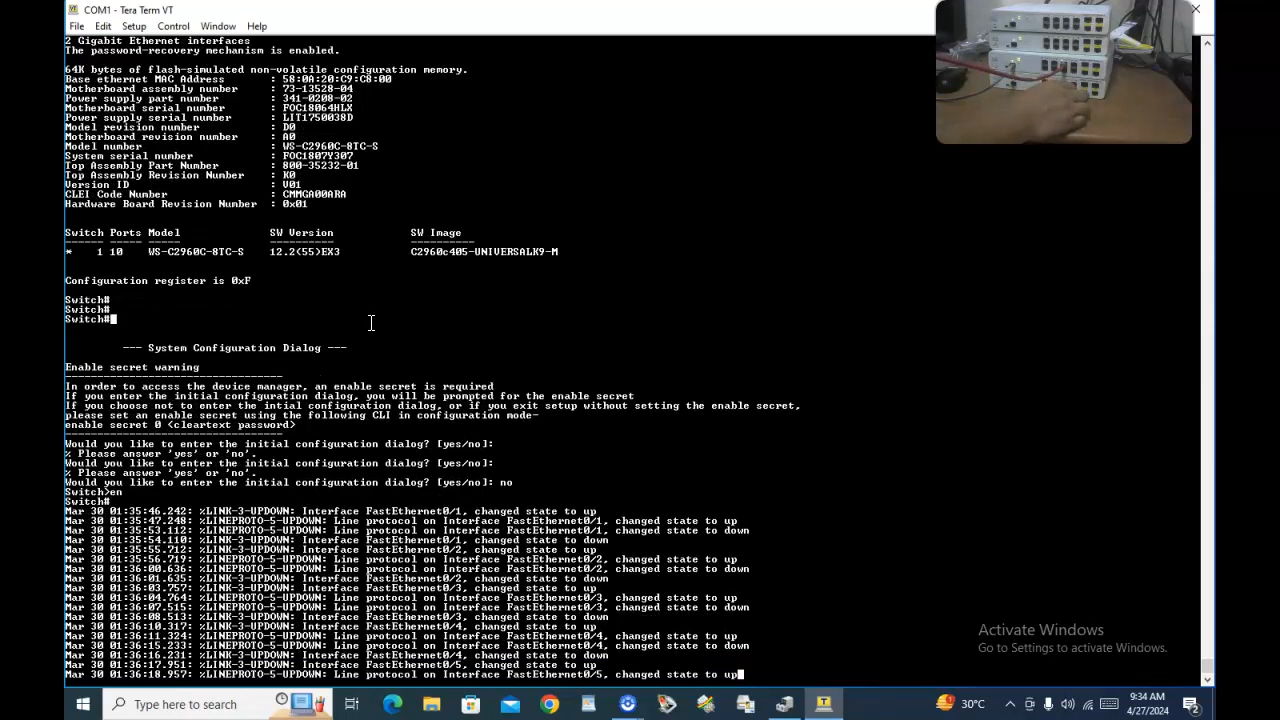 COM1 - Tera Term VT
File Edit Setup Control Window Help
2 Gigabit Ethernet interfaces
The password-recovery mechanism is enabled.
64K bytes of flash-simulated non-volatile configuration memory.
Base ethernet MAC Address : 58:0A:20:C9:C8:00
Motherboard assembly number : 73-13528-04
Power supply part number : 341-0208-02
Motherboard serial number : FOC18064HLX
Power supply serial number : LIT1750038D
Model revision number : D0
Motherboard revision number : A0
Model number : WS-C2960C-8TC-S
System serial number : FOC1807Y307
Top Assembly Part Number : 800-35232-01
Top Assembly Revision Number : K0
Version ID : V01
CLEI Code Number : CMMGA00ARA
Hardware Board Revision Number : 0x01
Switch Ports Model SW Version SW Image
------ ----- ----- ---------- ----------
* 1 10 WS-C2960C-8TC-S 12.2(55)EX3 C2960c405-UNIVERSALK9-M
Configuration register is 0xF
Switch#
Switch#
Switch#
--- System Configuration Dialog ---
Enable secret warning
----------------------------------
In order to access the device manager, an enable secret is required
If you enter the initial configuration dialog, you will be prompted for the enable secret
If you choose not to enter the intial configuration dialog, or if you exit setup without setting the enable secret,
please set an enable secret using the following CLI in configuration mode-
enable secret 0 <cleartext password>
----------------------------------
Would you like to enter the initial configuration dialog? [yes/no]:
% Please answer 'yes' or 'no'.
Would you like to enter the initial configuration dialog? [yes/no]:
% Please answer 'yes' or 'no'.
Would you like to enter the initial configuration dialog? [yes/no]: no
Switch>en
Switch#
Mar 30 01:35:46.242: %LINK-3-UPDOWN: Interface FastEthernet0/1, changed state to up
Mar 30 01:35:47.248: %LINEPROTO-5-UPDOWN: Line protocol on Interface FastEthernet0/1, changed state to up
Mar 30 01:35:53.112: %LINEPROTO-5-UPDOWN: Line protocol on Interface FastEthernet0/1, changed state to down
Mar 30 01:35:54.110: %LINK-3-UPDOWN: Interface FastEthernet0/1, changed state to down
Mar 30 01:35:55.712: %LINK-3-UPDOWN: Interface FastEthernet0/2, changed state to up
Mar 30 01:35:56.719: %LINEPROTO-5-UPDOWN: Line protocol on Interface FastEthernet0/2, changed state to up
Mar 30 01:36:00.636: %LINEPROTO-5-UPDOWN: Line protocol on Interface FastEthernet0/2, changed state to down
Mar 30 01:36:01.635: %LINK-3-UPDOWN: Interface FastEthernet0/2, changed state to down
Mar 30 01:36:03.757: %LINK-3-UPDOWN: Interface FastEthernet0/3, changed state to up
Mar 30 01:36:04.764: %LINEPROTO-5-UPDOWN: Line protocol on Interface FastEthernet0/3, changed state to up
Mar 30 01:36:07.515: %LINEPROTO-5-UPDOWN: Line protocol on Interface FastEthernet0/3, changed state to down
Mar 30 01:36:08.513: %LINK-3-UPDOWN: Interface FastEthernet0/3, changed state to down
Mar 30 01:36:10.317: %LINK-3-UPDOWN: Interface FastEthernet0/4, changed state to up
Mar 30 01:36:11.324: %LINEPROTO-5-UPDOWN: Line protocol on Interface FastEthernet0/4, changed state to up
Mar 30 01:36:15.233: %LINEPROTO-5-UPDOWN: Line protocol on Interface FastEthernet0/4, changed state to down
Mar 30 01:36:16.231: %LINK-3-UPDOWN: Interface FastEthernet0/4, changed state to down
Mar 30 01:36:17.951: %LINK-3-UPDOWN: Interface FastEthernet0/5, changed state to up
Mar 30 01:36:18.957: %LINEPROTO-5-UPDOWN: Line protocol on Interface FastEthernet0/5, changed state to up
Activate Windows
Go to Settings to activate Windows.
Type here to search
30°C
9:34 AM
4/27/2024
2